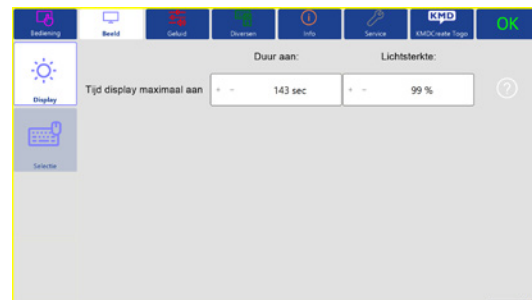 Bediening
Beeld
Geluid
Diversen
Info
Service
KMD
KMDCreate Togo
OK
Duur aan:
Lichtsterkte:
Display
Tijd display maximaal aan
+ - 143 sec
+ - 99 %
?
Selectie